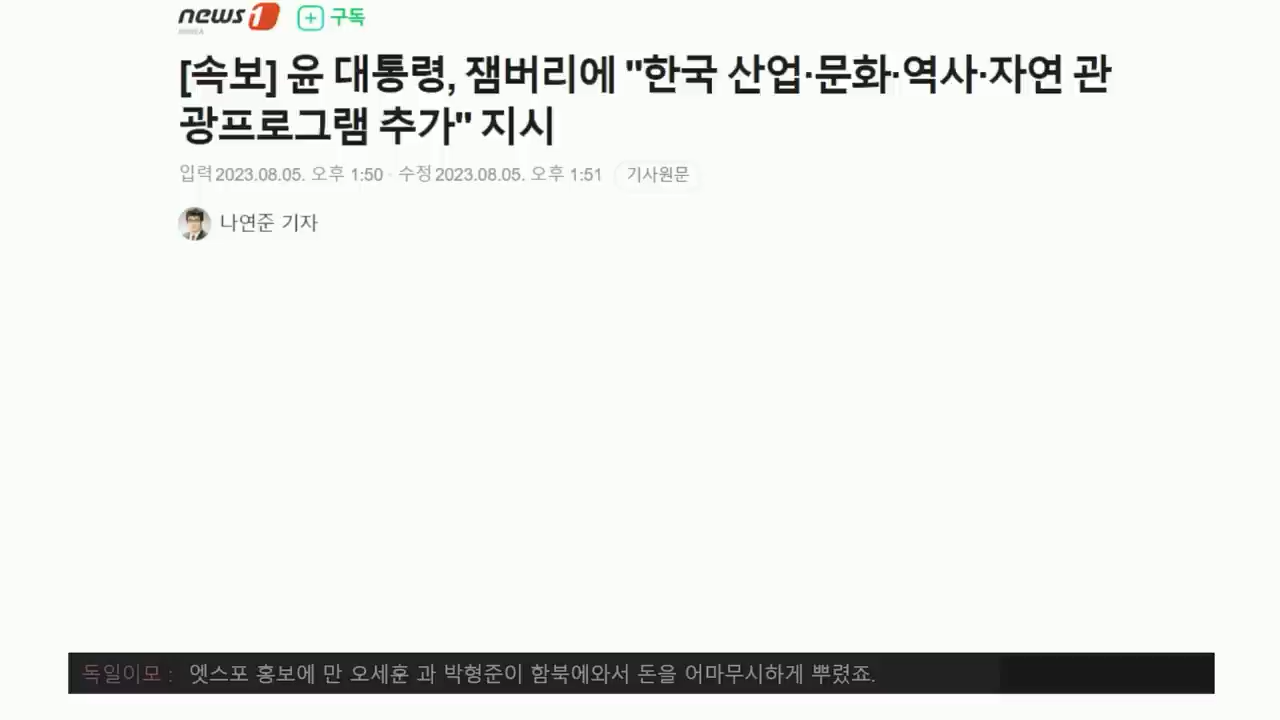 news1 구독
[속보] 윤 대통령, 잼버리에 "한국 산업·문화·역사·자연 관
광프로그램 추가" 지시
입력 2023.08.05. 오후 1:50 · 수정 2023.08.05. 오후 1:51 기사원문
나연준 기자
독일이모 : 엣스포 홍보에 만 오세훈 과 박형준이 함북에와서 돈을 어마무시하게 뿌렸죠.